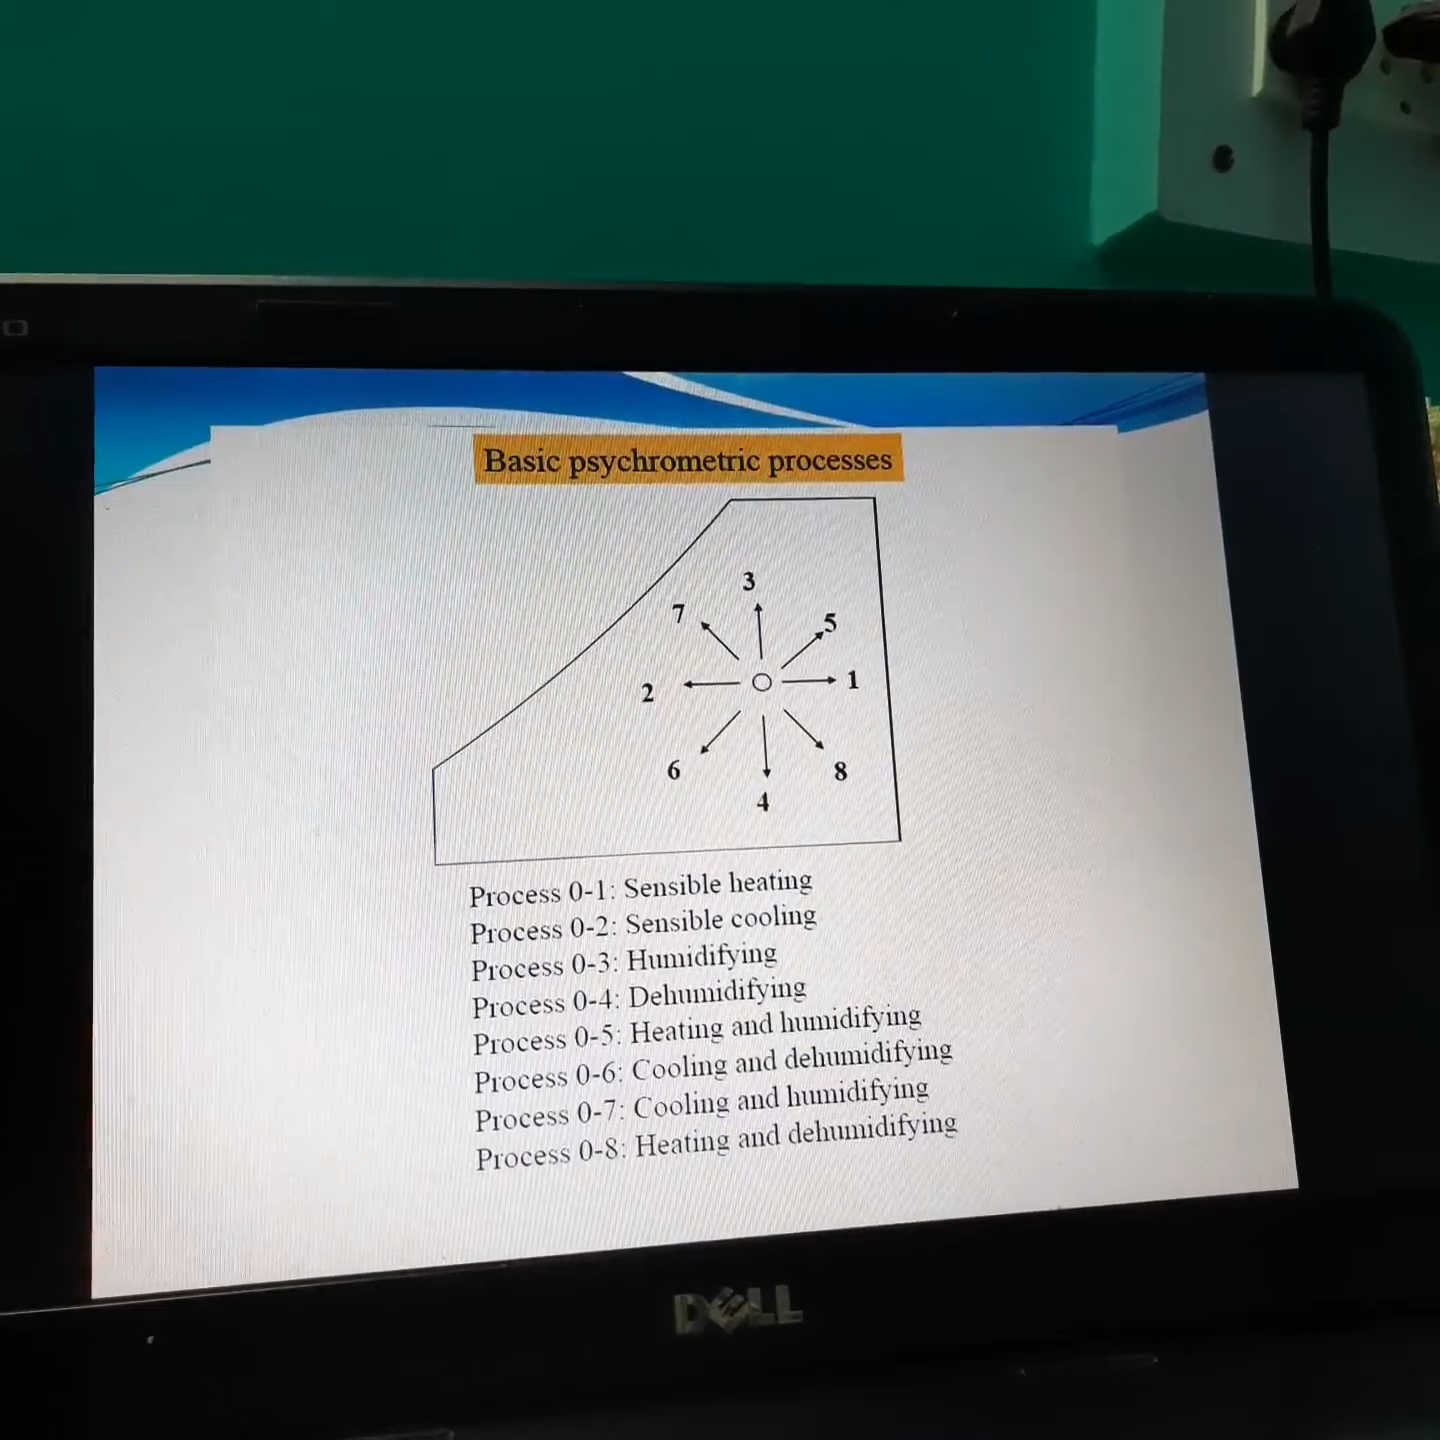 Basic psychrometric processes
3
7
5
2
1
6
8
4
Process 0-1: Sensible heating
Process 0-2: Sensible cooling
Process 0-3: Humidifying
Process 0-4: Dehumidifying
Process 0-5: Heating and humidifying
Process 0-6: Cooling and dehumidifying
Process 0-7: Cooling and humidifying
Process 0-8: Heating and dehumidifying
DELL